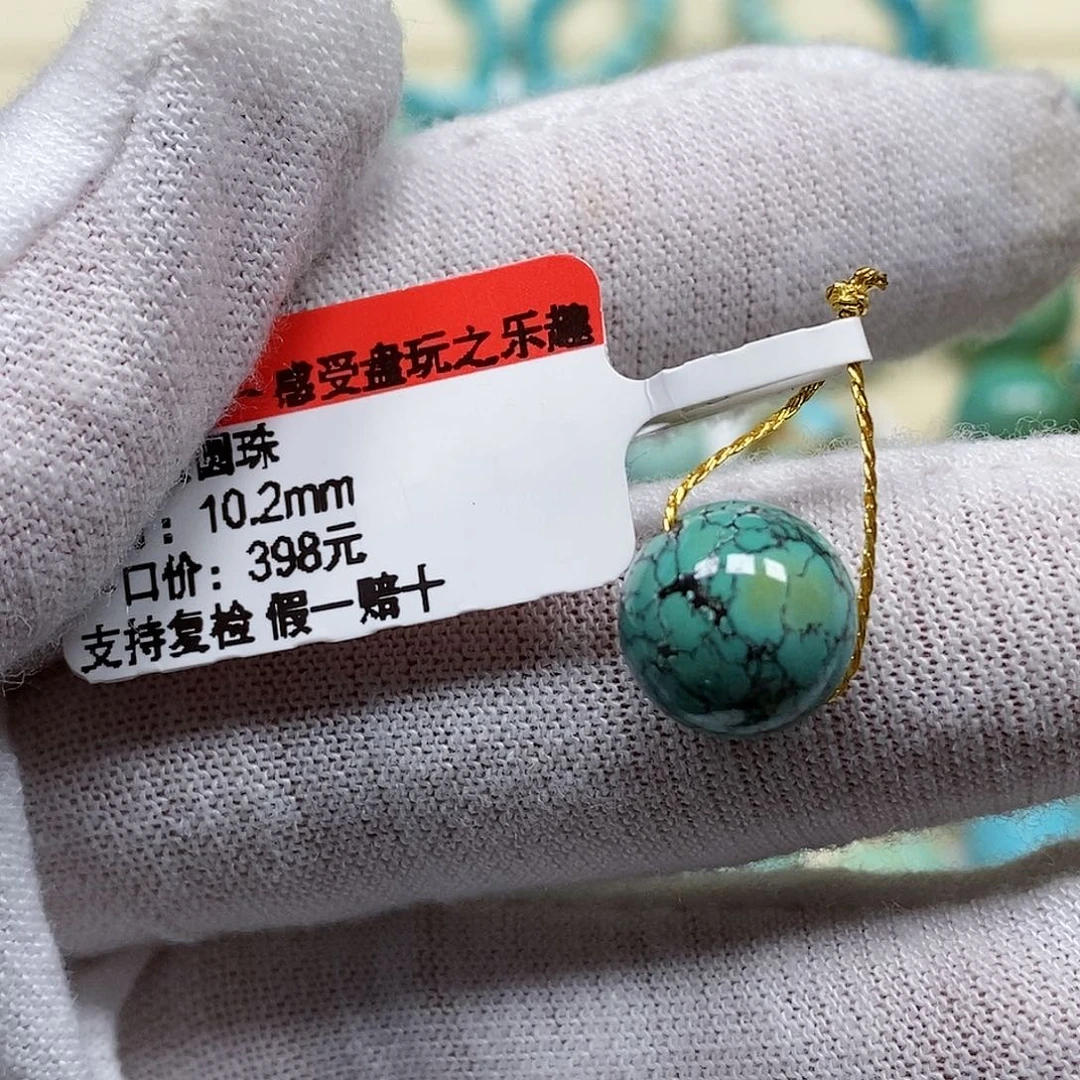 感受盘玩之乐趣
圆珠
: 10.2mm
口价: 398元
支持复检 假一赔十